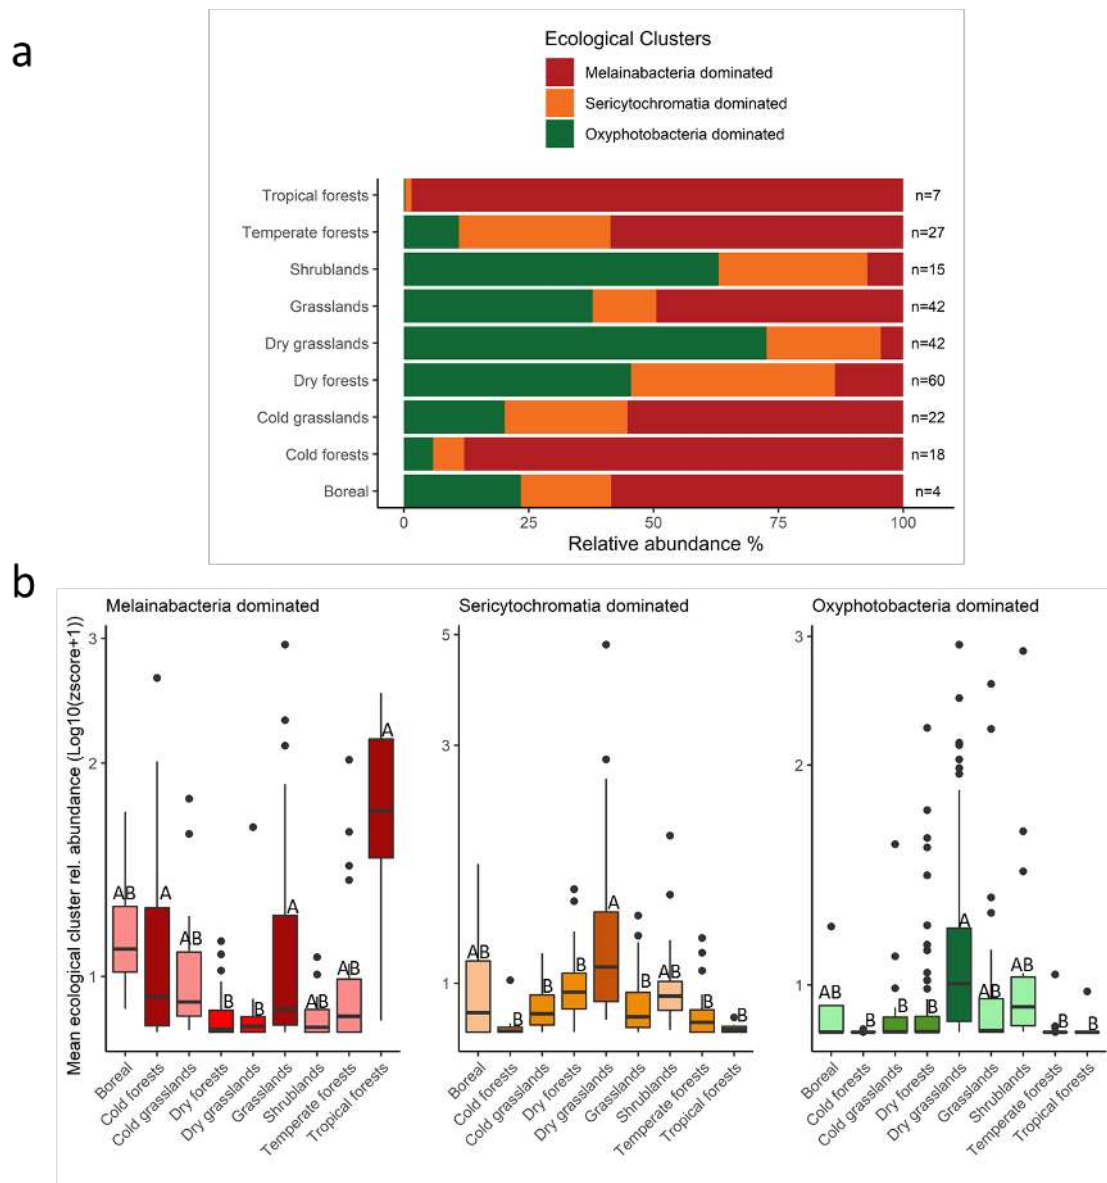 a
Ecological Clusters
Melainabacteria dominated
Sericytochromatia dominated
Oxyphotobacteria dominated
Tropical forests n=7
Temperate forests n=27
Shrublands n=15
Grasslands n=42
Dry grasslands n=42
Dry forests n=60
Cold grasslands n=22
Cold forests n=18
Boreal n=4
0 25 50 75 100
Relative abundance %
b
Mean ecological cluster rel. abundance (Log10(zscore+1))
Melainabacteria dominated
3
2
1
AB A AB B B A AB AB A
Boreal
Cold forests
Cold grasslands
Dry forests
Dry grasslands
Grasslands
Shrublands
Temperate forests
Tropical forests
Sericytochromatia dominated
5
3
1
AB B B B A B AB B B
Boreal
Cold forests
Cold grasslands
Dry forests
Dry grasslands
Grasslands
Shrublands
Temperate forests
Tropical forests
Oxyphotobacteria dominated
3
2
1
AB B B B A AB AB B B
Boreal
Cold forests
Cold grasslands
Dry forests
Dry grasslands
Grasslands
Shrublands
Temperate forests
Tropical forests